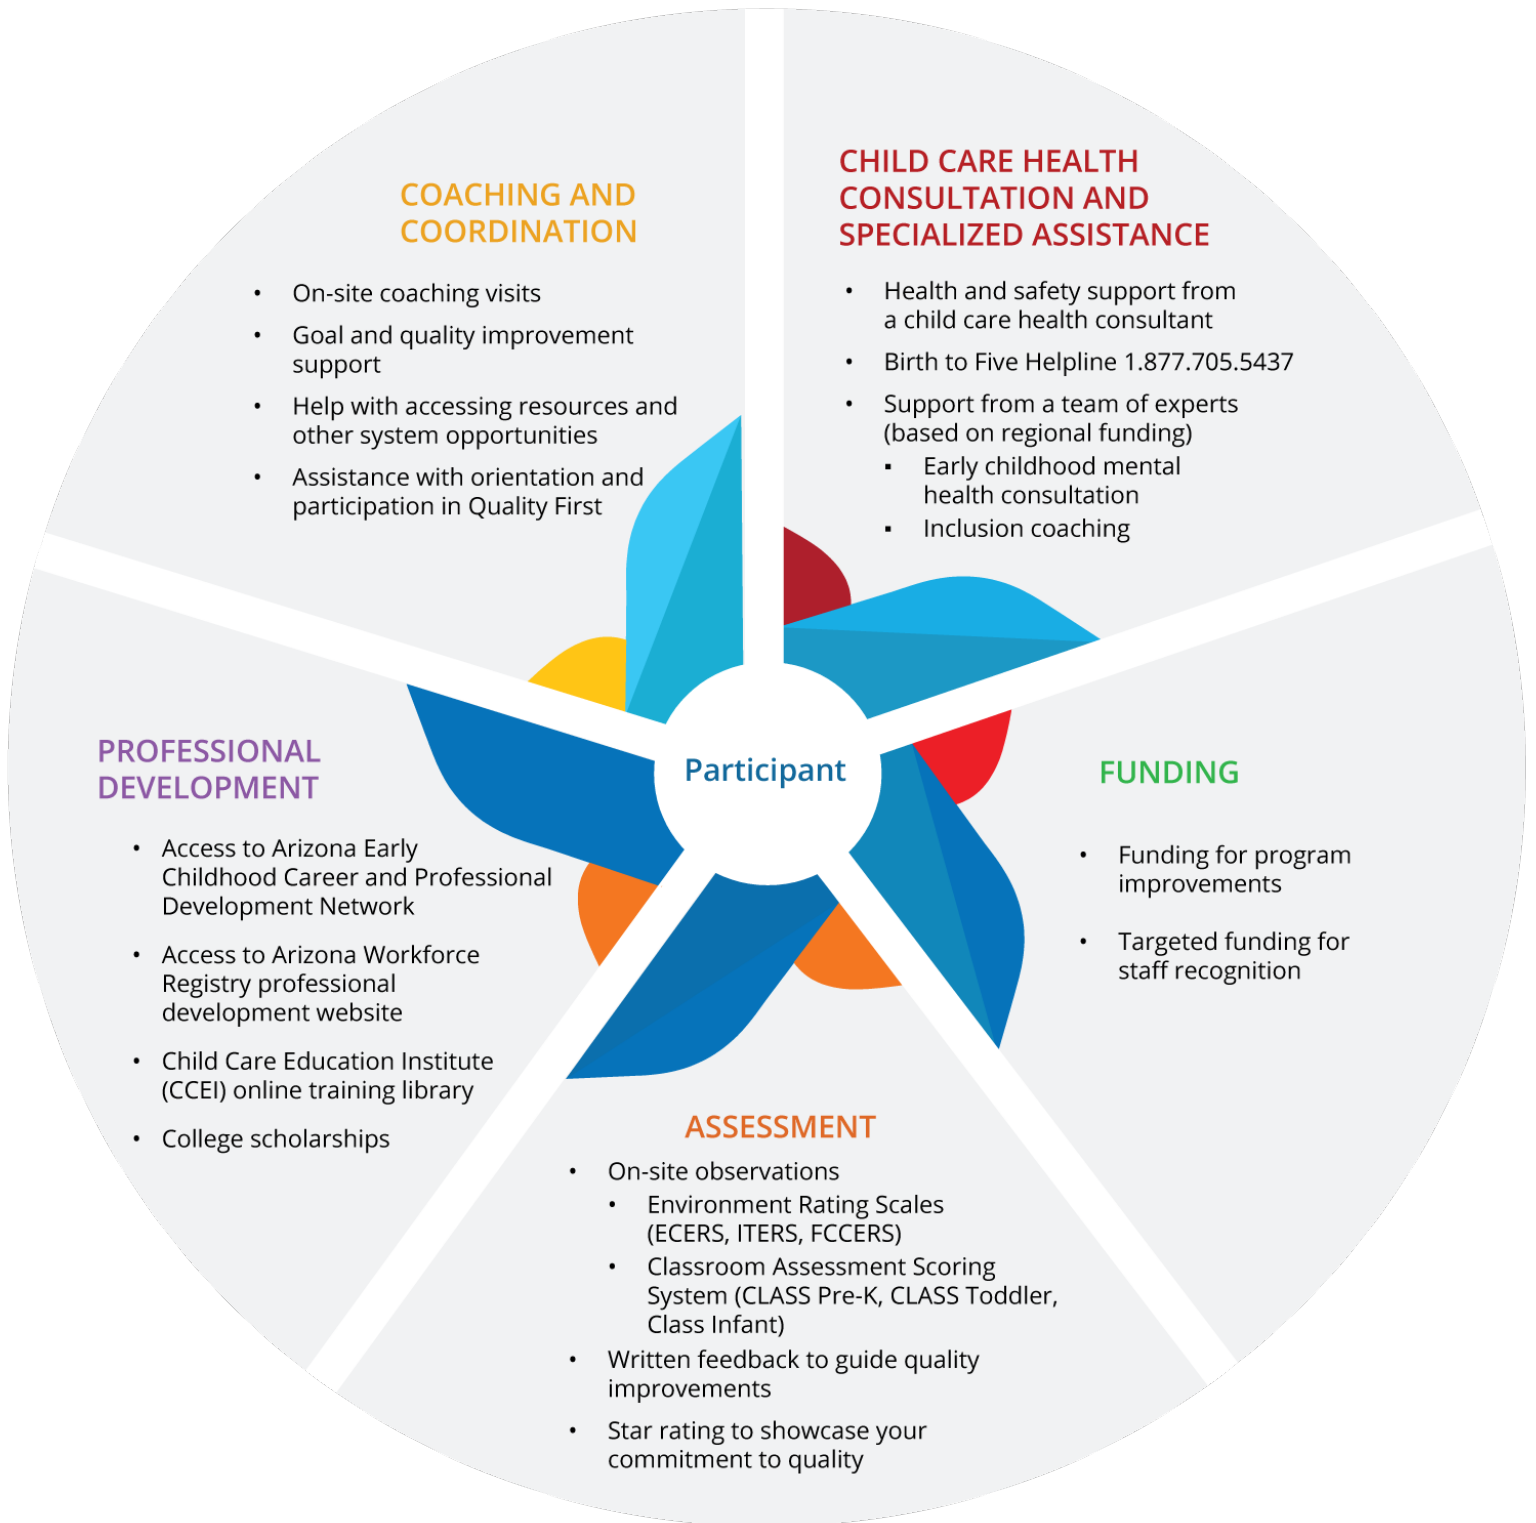 COACHING AND
COORDINATION
• On-site coaching visits
• Goal and quality improvement
support
• Help with accessing resources and
other system opportunities
• Assistance with orientation and
participation in Quality First
CHILD CARE HEALTH
CONSULTATION AND
SPECIALIZED ASSISTANCE
• Health and safety support from
a child care health consultant
• Birth to Five Helpline 1.877.705.5437
• Support from a team of experts
(based on regional funding)
▪ Early childhood mental
health consultation
▪ Inclusion coaching
Participant
PROFESSIONAL
DEVELOPMENT
• Access to Arizona Early
Childhood Career and Professional
Development Network
• Access to Arizona Workforce
Registry professional
development website
• Child Care Education Institute
(CCEI) online training library
• College scholarships
FUNDING
• Funding for program
improvements
• Targeted funding for
staff recognition
ASSESSMENT
• On-site observations
• Environment Rating Scales
(ECERS, ITERS, FCCERS)
• Classroom Assessment Scoring
System (CLASS Pre-K, CLASS Toddler,
Class Infant)
• Written feedback to guide quality
improvements
• Star rating to showcase your
commitment to quality